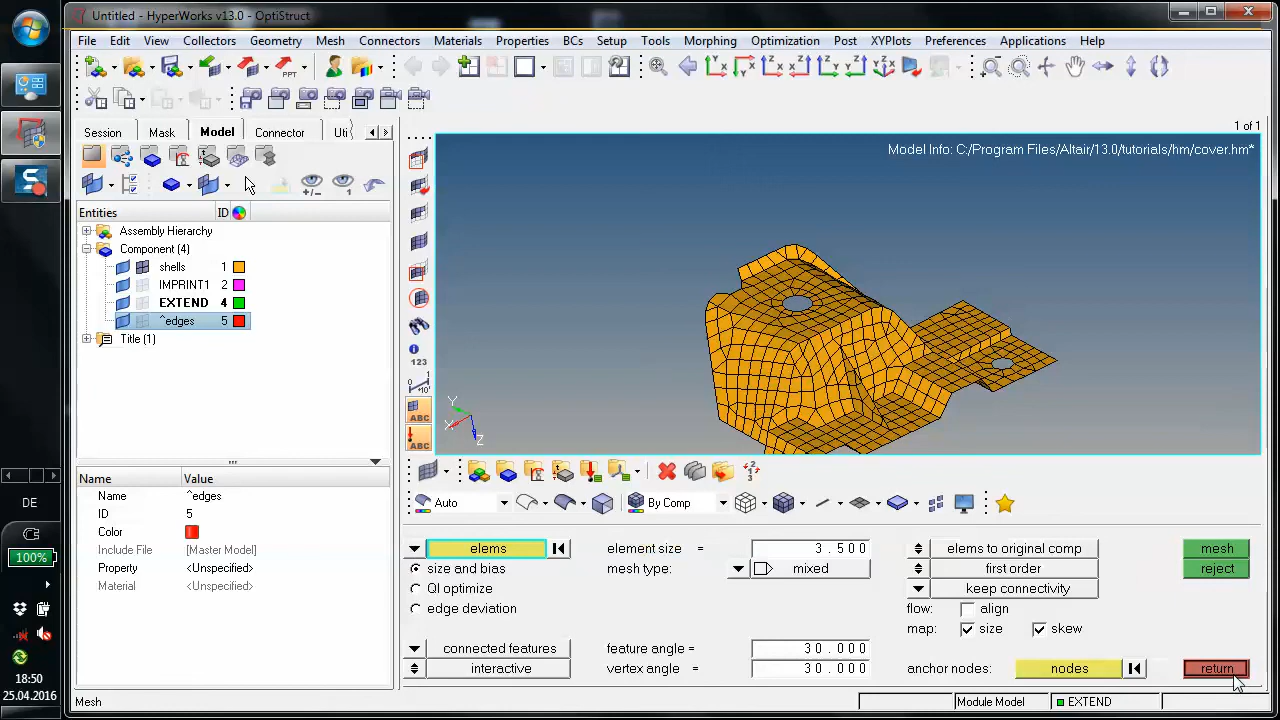 Untitled - HyperWorks v13.0 - OptiStruct
File Edit View Collectors Geometry Mesh Connectors Materials Properties BCs Setup Tools Morphing Optimization Post XYPlots Preferences Applications Help
Session Mask Model Connector Uti
1 of 1
Model Info: C:/Program Files/Altair/13.0/tutorials/hm/cover.hm*
Entities ID
Assembly Hierarchy
Component (4)
shells 1
IMPRINT1 2
EXTEND 4
^edges 5
Title (1)
123
ABC
ABC
Y
X
Z
Name Value
Name ^edges
ID 5
Color
Include File [Master Model]
Property <Unspecified>
Material <Unspecified>
Auto By Comp
elems element size = 3.500 elems to original comp mesh
size and bias mesh type: mixed first order reject
QI optimize keep connectivity
edge deviation flow: align
map: size skew
connected features feature angle = 30.000
interactive vertex angle = 30.000 anchor nodes: nodes return
Mesh Module Model EXTEND
DE
100%
18:50
25.04.2016